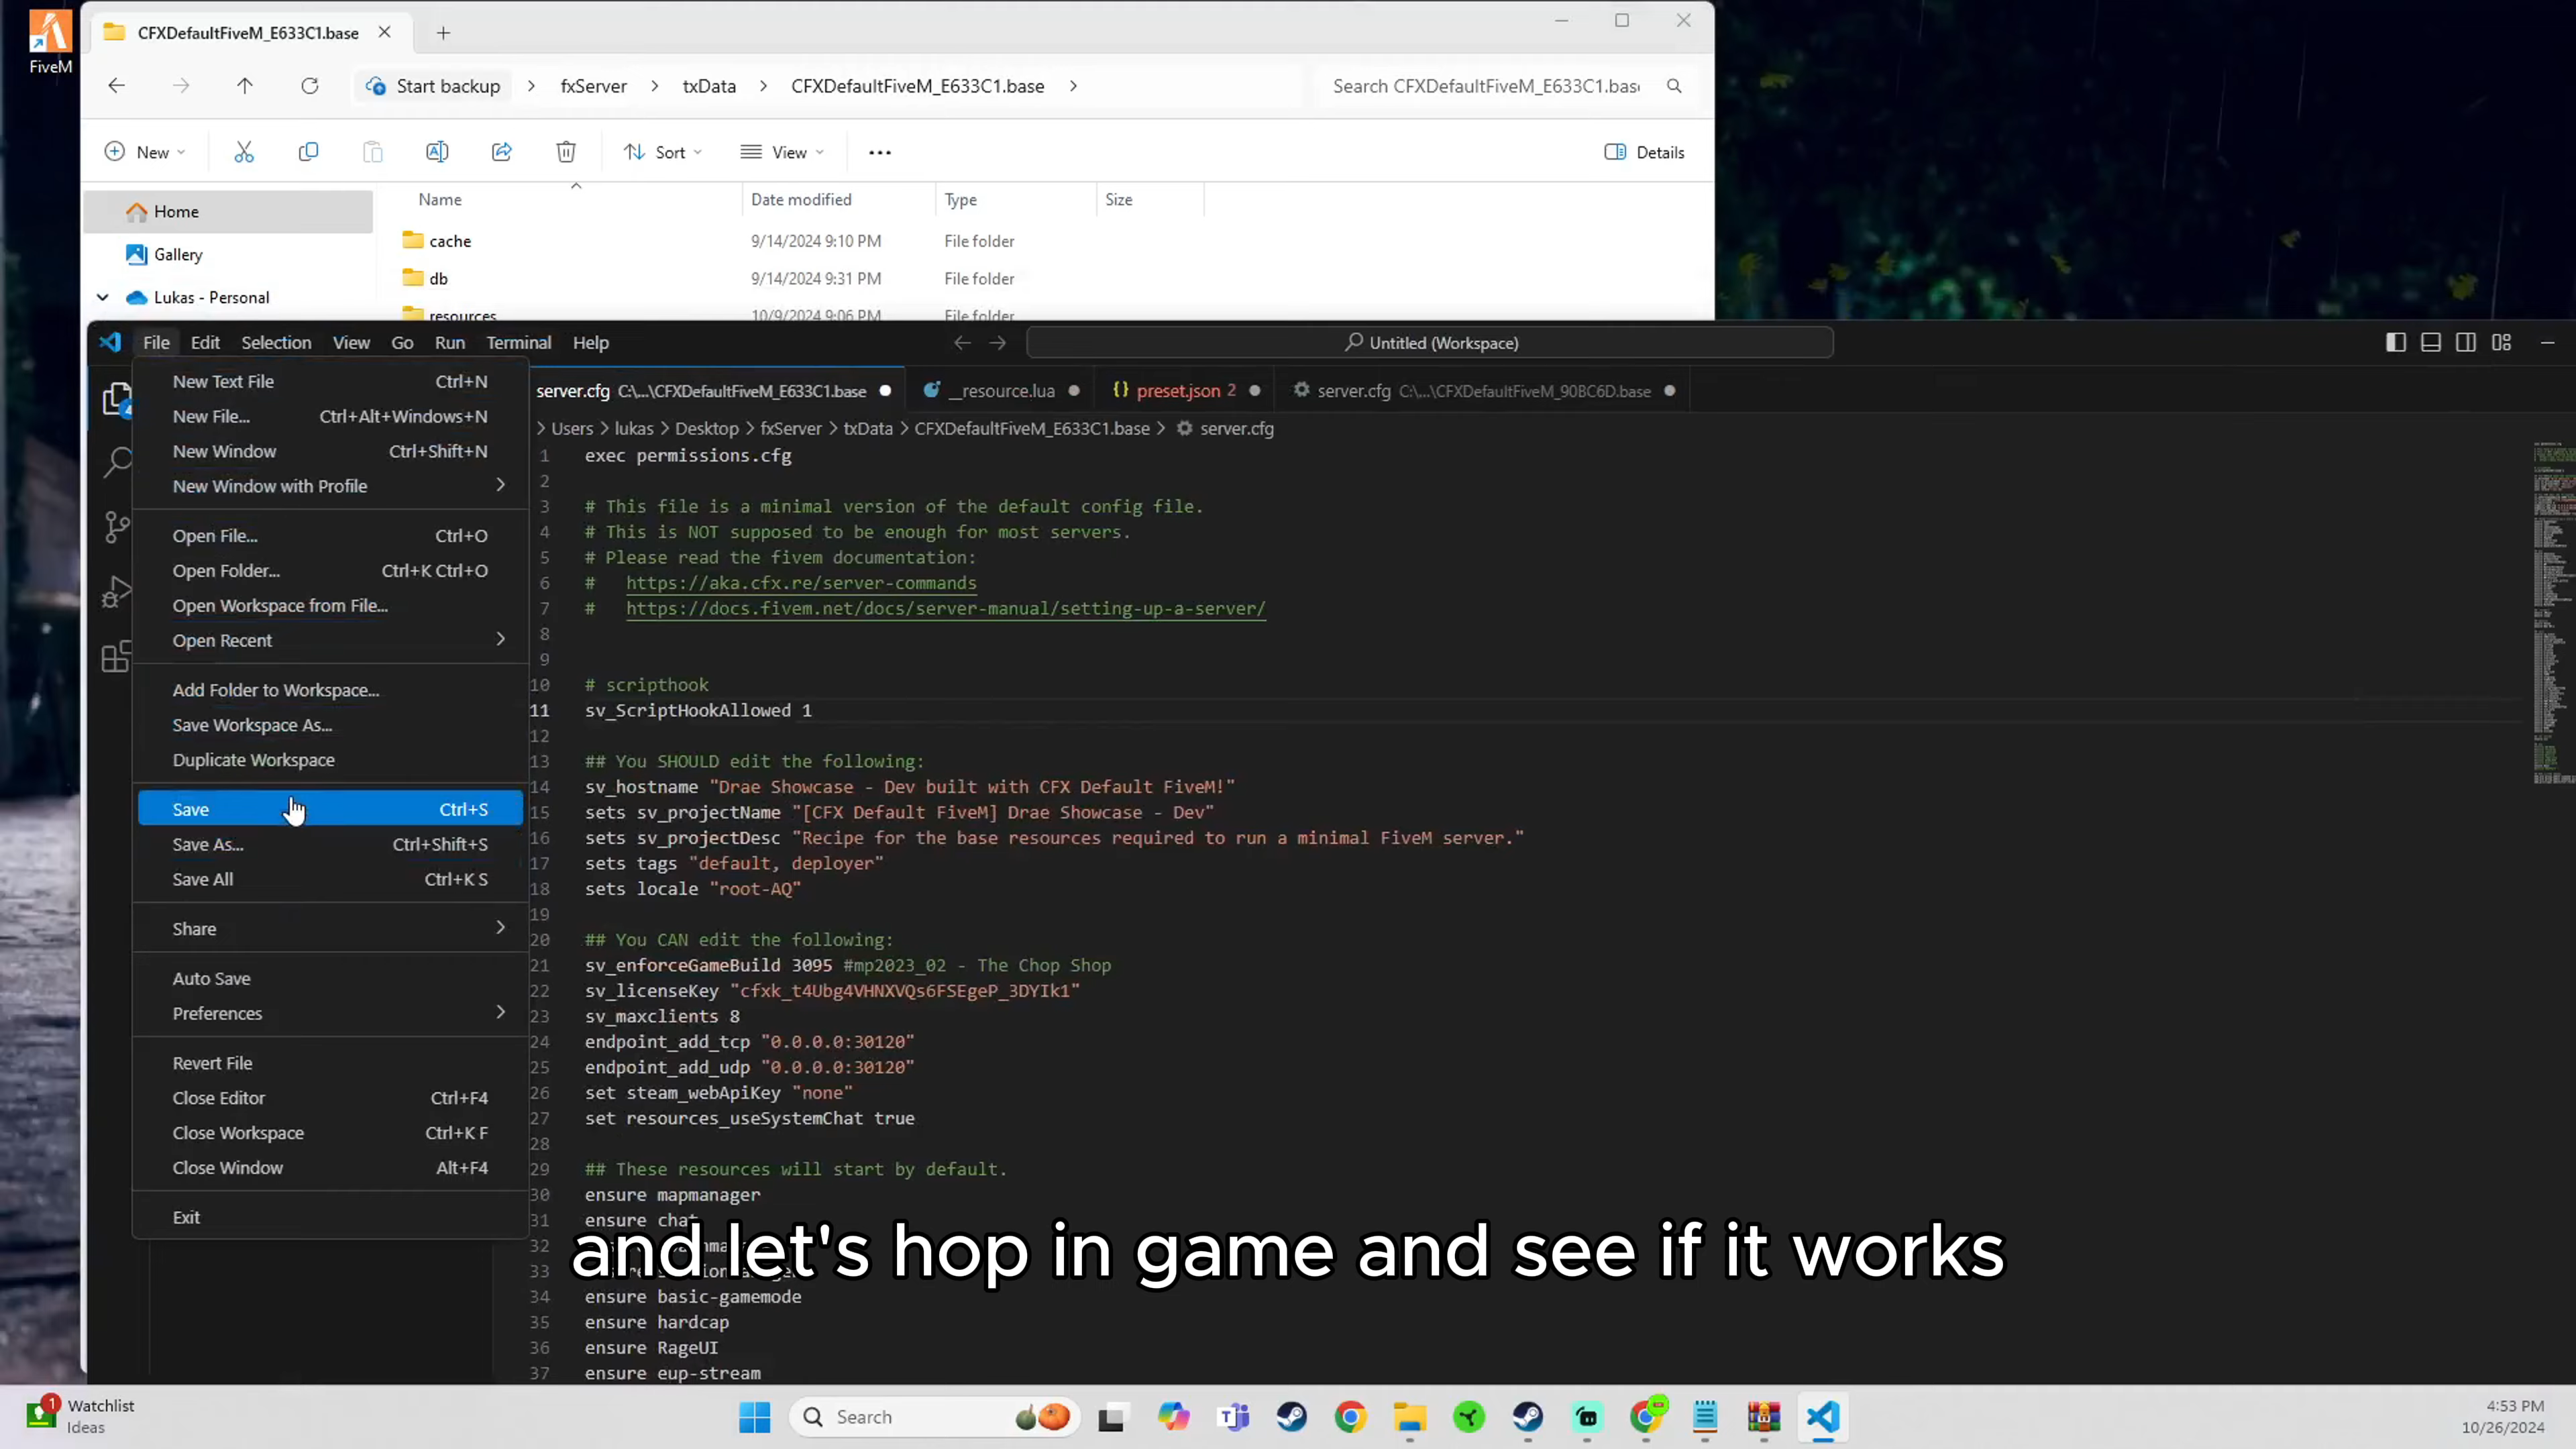 FiveM
CFXDefaultFiveM_E633C1.base
Start backup > fxServer > txData > CFXDefaultFiveM_E633C1.base >
Search CFXDefaultFiveM_E633C1.bas
New Sort View Details
Name Date modified Type Size
Home
Gallery
Lukas - Personal
cache 9/14/2024 9:10 PM File folder
db 9/14/2024 9:31 PM File folder
resources 10/9/2024 9:06 PM File folder
File Edit Selection View Go Run Terminal Help
Untitled (Workspace)
New Text File Ctrl+N
New File... Ctrl+Alt+Windows+N
New Window Ctrl+Shift+N
New Window with Profile
Open File... Ctrl+O
Open Folder... Ctrl+K Ctrl+O
Open Workspace from File...
Open Recent
Add Folder to Workspace...
Save Workspace As...
Duplicate Workspace
Save Ctrl+S
Save As... Ctrl+Shift+S
Save All Ctrl+K S
Share
Auto Save
Preferences
Revert File
Close Editor Ctrl+F4
Close Workspace Ctrl+K F
Close Window Alt+F4
Exit
server.cfg C:\...\CFXDefaultFiveM_E633C1.base
__resource.lua
{} preset.json 2
server.cfg C:\...\CFXDefaultFiveM_90BC6D.base
> Users > lukas > Desktop > fxServer > txData > CFXDefaultFiveM_E633C1.base > server.cfg
1 exec permissions.cfg
2
3 # This file is a minimal version of the default config file.
4 # This is NOT supposed to be enough for most servers.
5 # Please read the fivem documentation:
6 # https://aka.cfx.re/server-commands
7 # https://docs.fivem.net/docs/server-manual/setting-up-a-server/
8
9
10 # scripthook
11 sv_ScriptHookAllowed 1
12
13 ## You SHOULD edit the following:
14 sv_hostname "Drae Showcase - Dev built with CFX Default FiveM!"
15 sets sv_projectName "[CFX Default FiveM] Drae Showcase - Dev"
16 sets sv_projectDesc "Recipe for the base resources required to run a minimal FiveM server."
17 sets tags "default, deployer"
18 sets locale "root-AQ"
19
20 ## You CAN edit the following:
21 sv_enforceGameBuild 3095 #mp2023_02 - The Chop Shop
22 sv_licenseKey "cfxk_t4Ubg4VHNXVQs6FSEgeP_3DYIk1"
23 sv_maxclients 8
24 endpoint_add_tcp "0.0.0.0:30120"
25 endpoint_add_udp "0.0.0.0:30120"
26 set steam_webApiKey "none"
27 set resources_useSystemChat true
28
29 ## These resources will start by default.
30 ensure mapmanager
31 ensure chat
32
33
34 ensure basic-gamemode
35 ensure hardcap
36 ensure RageUI
37 ensure eup-stream
and let's hop in game and see if it works
1
Watchlist
Ideas
Search
4:53 PM
10/26/2024